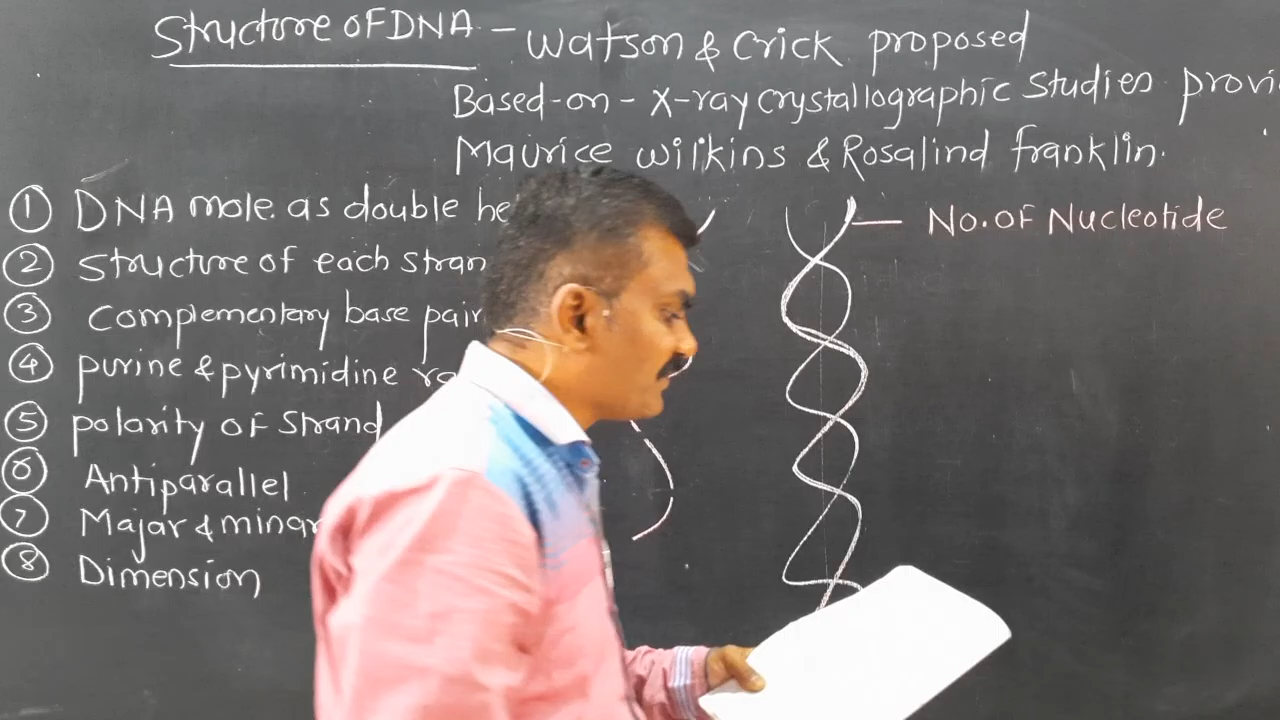 Structure OF DNA - Watson & Crick proposed
Based-on - X-ray crystallographic studies provi
Maurice wilkins & Rosalind franklin.
① DNA mole. as double he
② structure of each stran
③ complementary base pair
④ purine & pyrimidine ra
⑤ polarity OF Strand
⑥ Antiparallel
⑦ Majar & minar
⑧ Dimension
No. OF Nucleotide